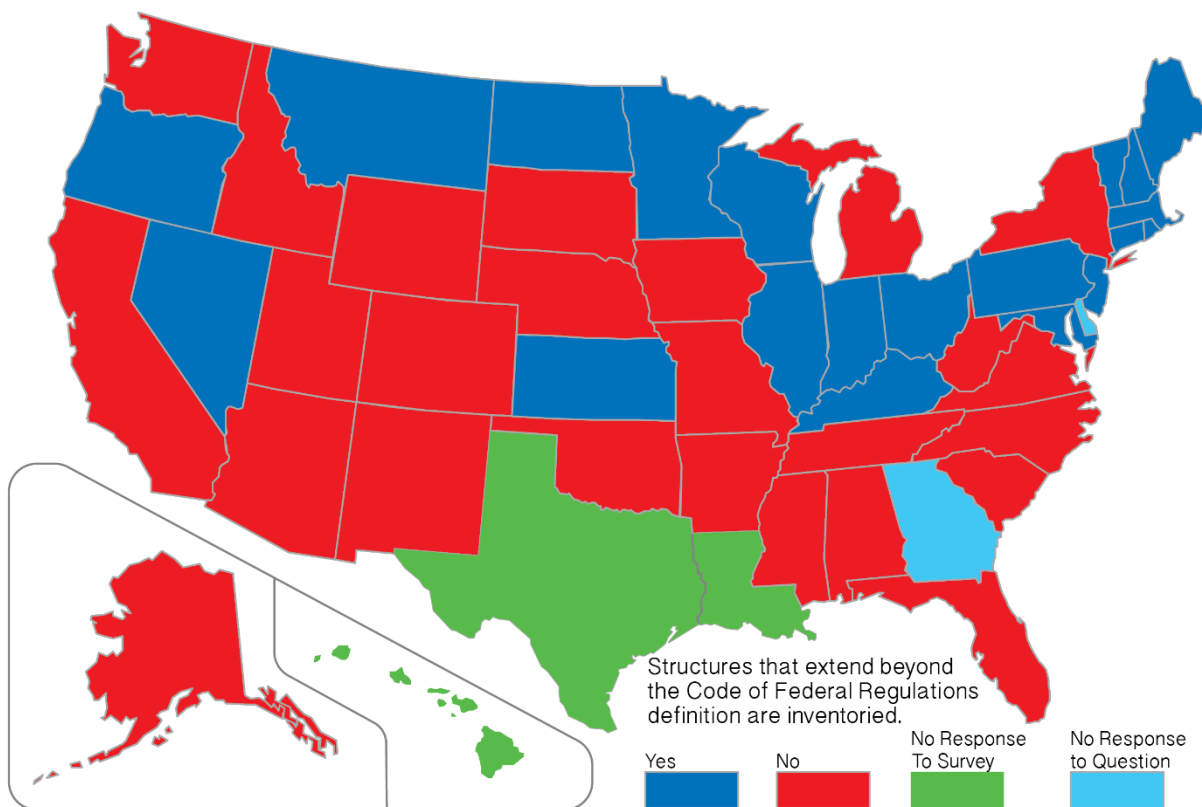 Structures that extend beyond
the Code of Federal Regulations
definition are inventoried.
Yes
No
No Response
To Survey
No Response
to Question